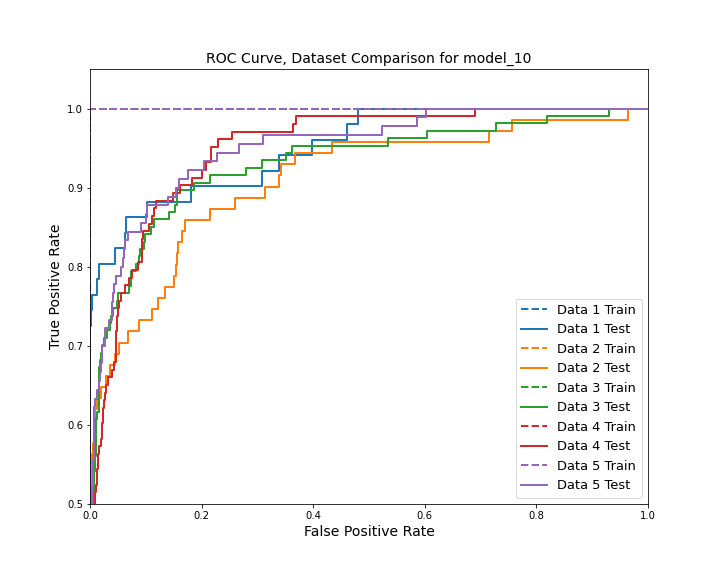 ROC Curve, Dataset Comparison for model_10
True Positive Rate
1.0
0.9
0.8
0.7
0.6
0.5
Data 1 Train
Data 1 Test
Data 2 Train
Data 2 Test
Data 3 Train
Data 3 Test
Data 4 Train
Data 4 Test
Data 5 Train
Data 5 Test
0.0 0.2 0.4 0.6 0.8 1.0
False Positive Rate